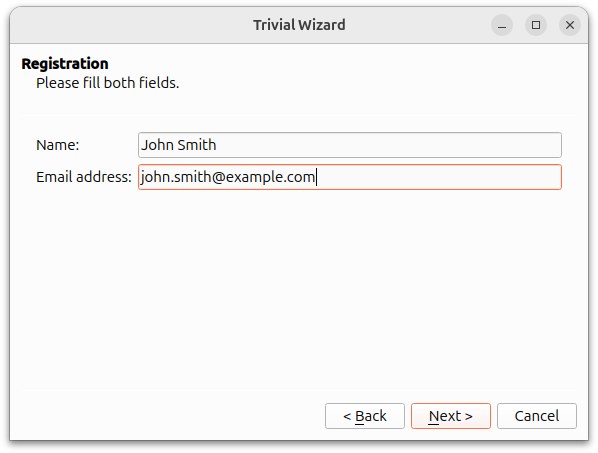 Trivial Wizard
Registration
Please fill both fields.
Name: John Smith
Email address: john.smith@example.com
< Back Next > Cancel